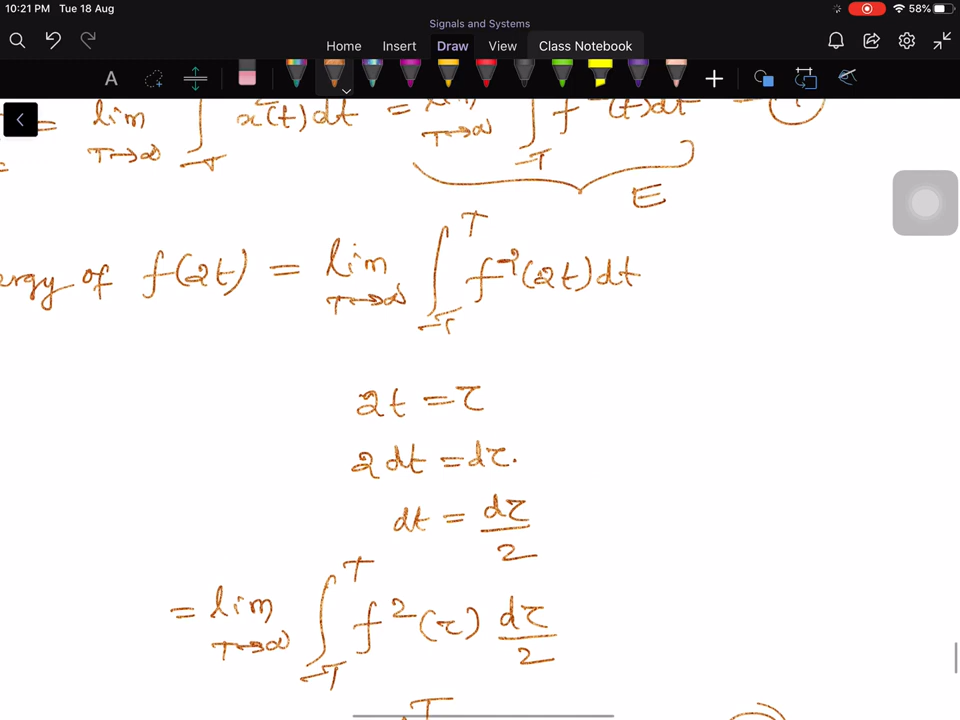 10:21 PM Tue 18 Aug
Signals and Systems
58%
Home Insert Draw View Class Notebook
A
= lim T→∞ ∫ -T x²(t)dt = lim T→∞ ∫ -T f²(t)dt — ①
E
ergy of f(2t) = lim T→∞ ∫ -T T f²(2t)dt
2t = τ
2dt = dτ.
dt = dτ/2
= lim T→∞ ∫ -T T f²(τ) dτ/2
T